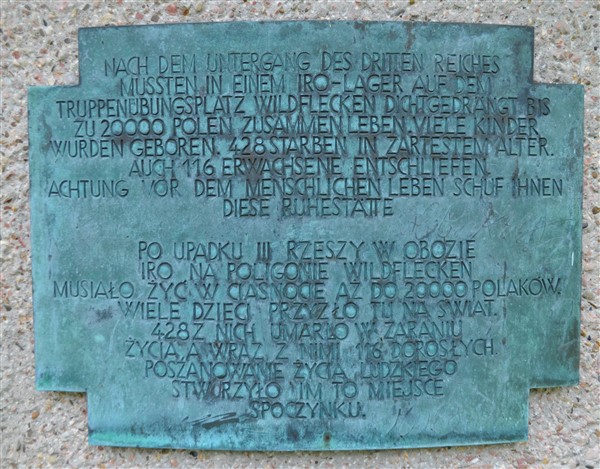 NACH DEM UNTERGANG DES DRITTEN REICHES
MUSSTEN IN EINEM IRO-LAGER AUF DEM
TRUPPENÜBUNGSPLATZ WILDFLECKEN DICHTGEDRÄNGT BIS
ZU 20000 POLEN ZUSAMMEN LEBEN. VIELE KINDER
WURDEN GEBOREN. 428 STARBEN IN ZARTESTEM ALTER.
AUCH 116 ERWACHSENE ENTSCHLIEFEN.
ACHTUNG VOR DEM MENSCHLICHEN LEBEN SCHUF IHNEN
DIESE RUHESTÄTTE
PO UPADKU III RZESZY W OBOZIE
IRO NA POLIGONIE WILDFLECKEN
MUSIAŁO ŻYĆ W CIASNOCIE AŻ DO 20000 POLAKÓW.
WIELE DZIECI PRZYZŁO TU NA ŚWIAT.
428 Z NICH UMARŁO W ZARANIU
ŻYCIA, A WRAZ Z NIMI 116 DOROSŁYCH.
POSZANOWANIE ŻYCIA LUDZKIEGO
STWORZYŁO IM TO MIEJSCE
SPOCZYNKU.